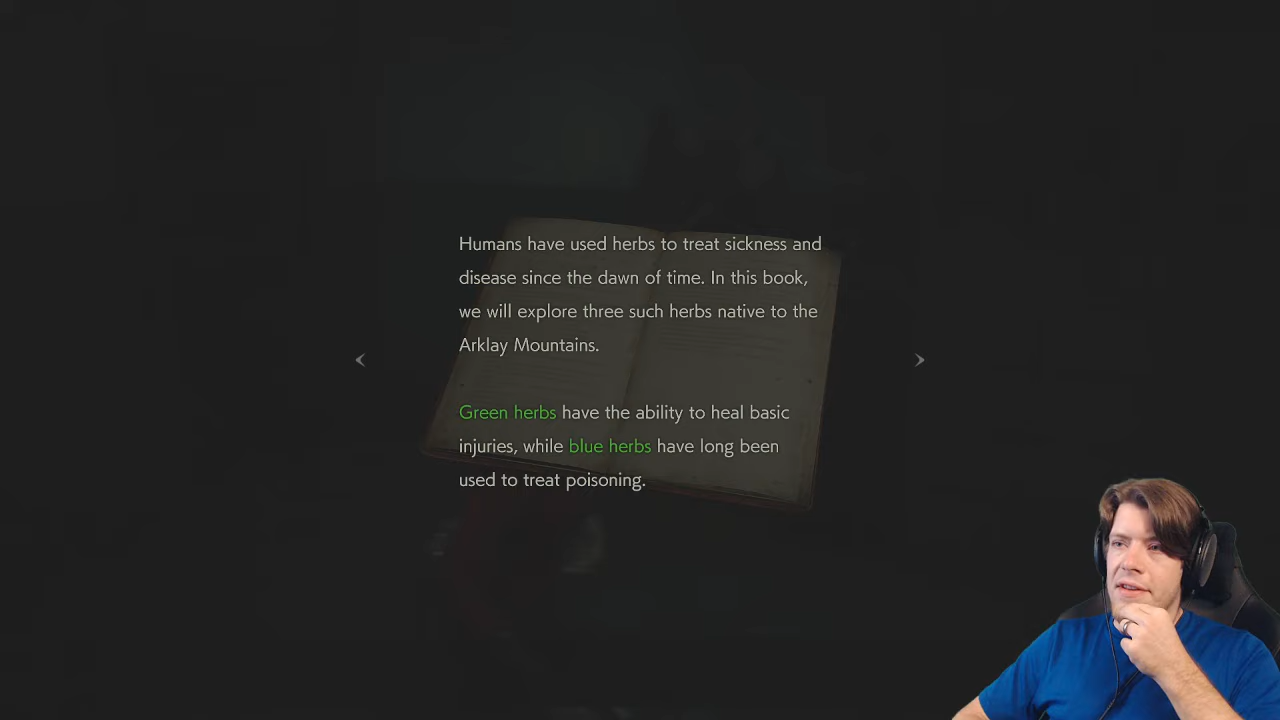 Humans have used herbs to treat sickness and
disease since the dawn of time. In this book,
we will explore three such herbs native to the
Arklay Mountains.
Green herbs have the ability to heal basic
injuries, while blue herbs have long been
used to treat poisoning.